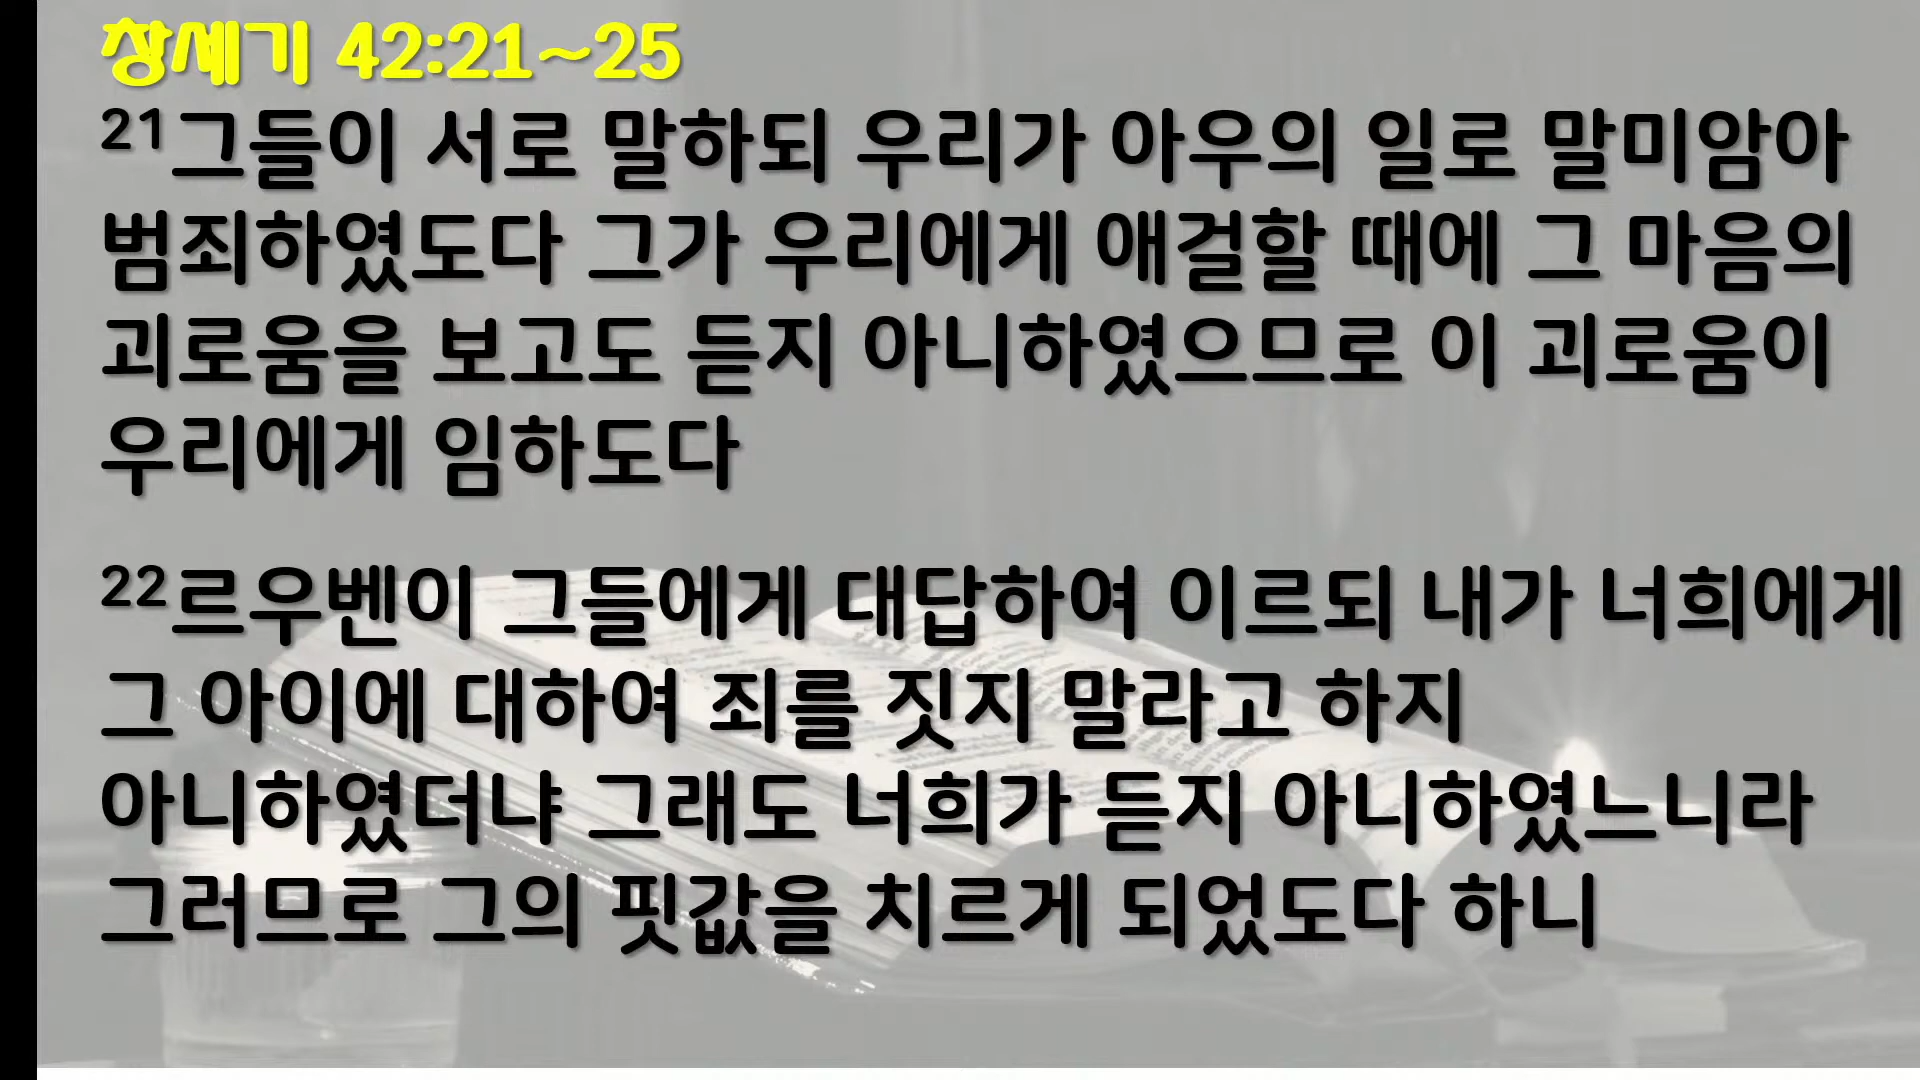 창세기 42:21~25
21그들이 서로 말하되 우리가 아우의 일로 말미암아
범죄하였도다 그가 우리에게 애걸할 때에 그 마음의
괴로움을 보고도 듣지 아니하였으므로 이 괴로움이
우리에게 임하도다
22르우벤이 그들에게 대답하여 이르되 내가 너희에게
그 아이에 대하여 죄를 짓지 말라고 하지
아니하였더냐 그래도 너희가 듣지 아니하였느니라
그러므로 그의 핏값을 치르게 되었도다 하니